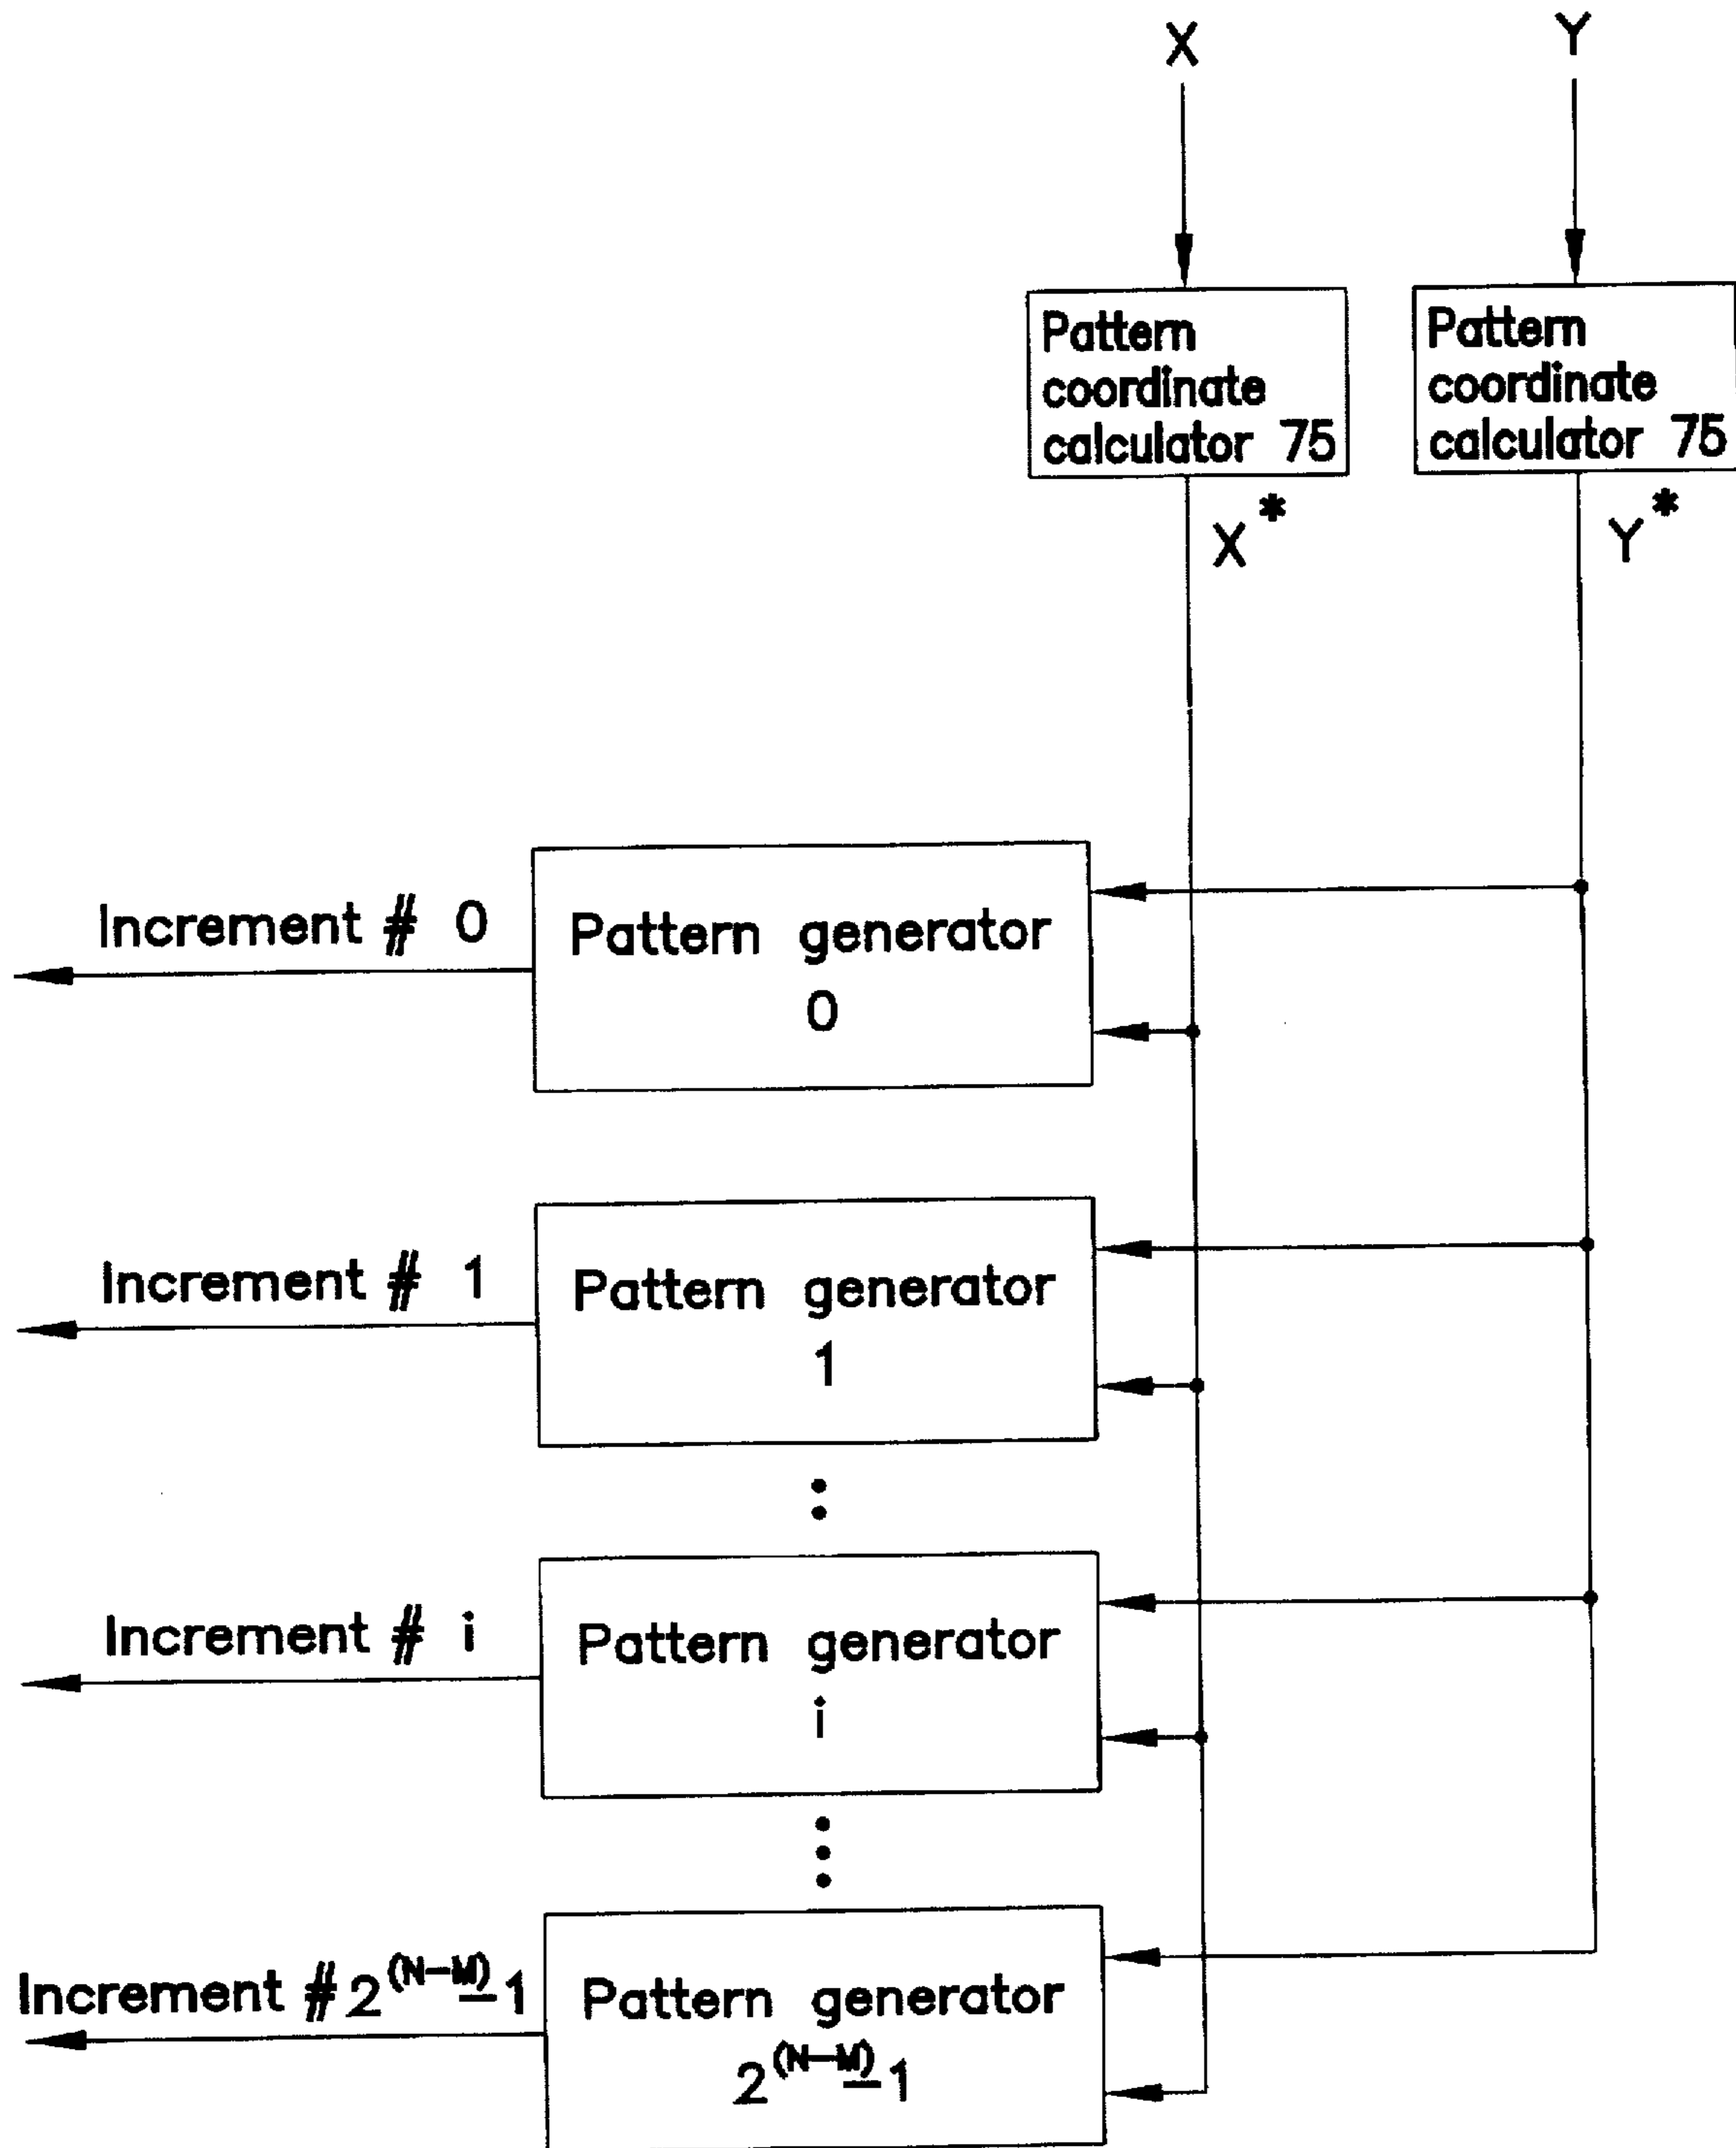 X
Y
Pattern
coordinate
calculator 75
Pattern
coordinate
calculator 75
X*
Y*
Increment # 0
Pattern generator
0
Increment # 1
Pattern generator
1
Increment # i
Pattern generator
i
Increment #2^(N-M)-1
Pattern generator
2^(N-M)-1